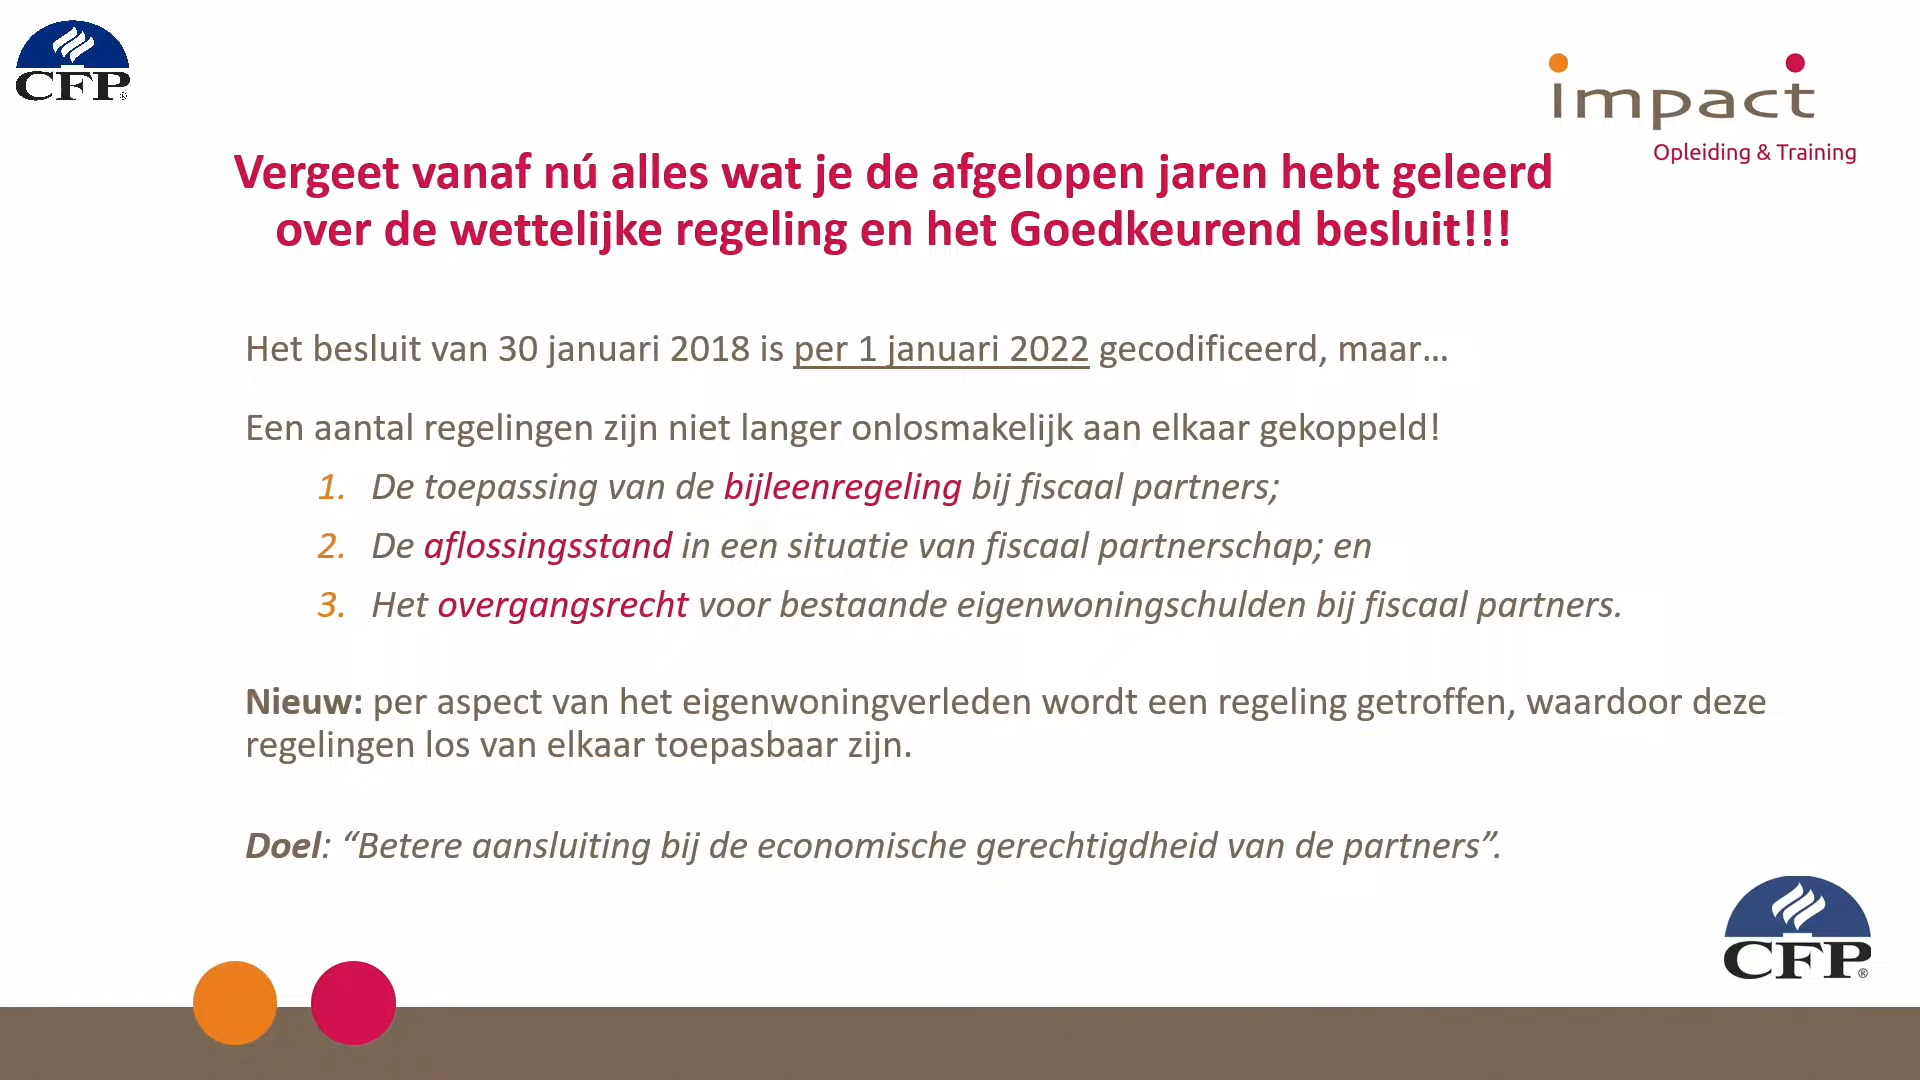 CFP®
impact
Opleiding & Training
Vergeet vanaf nú alles wat je de afgelopen jaren hebt geleerd
over de wettelijke regeling en het Goedkeurend besluit!!!
Het besluit van 30 januari 2018 is per 1 januari 2022 gecodificeerd, maar…
Een aantal regelingen zijn niet langer onlosmakelijk aan elkaar gekoppeld!
1. De toepassing van de bijleenregeling bij fiscaal partners;
2. De aflossingsstand in een situatie van fiscaal partnerschap; en
3. Het overgangsrecht voor bestaande eigenwoningschulden bij fiscaal partners.
Nieuw: per aspect van het eigenwoningverleden wordt een regeling getroffen, waardoor deze
regelingen los van elkaar toepasbaar zijn.
Doel: “Betere aansluiting bij de economische gerechtigdheid van de partners”.
CFP®